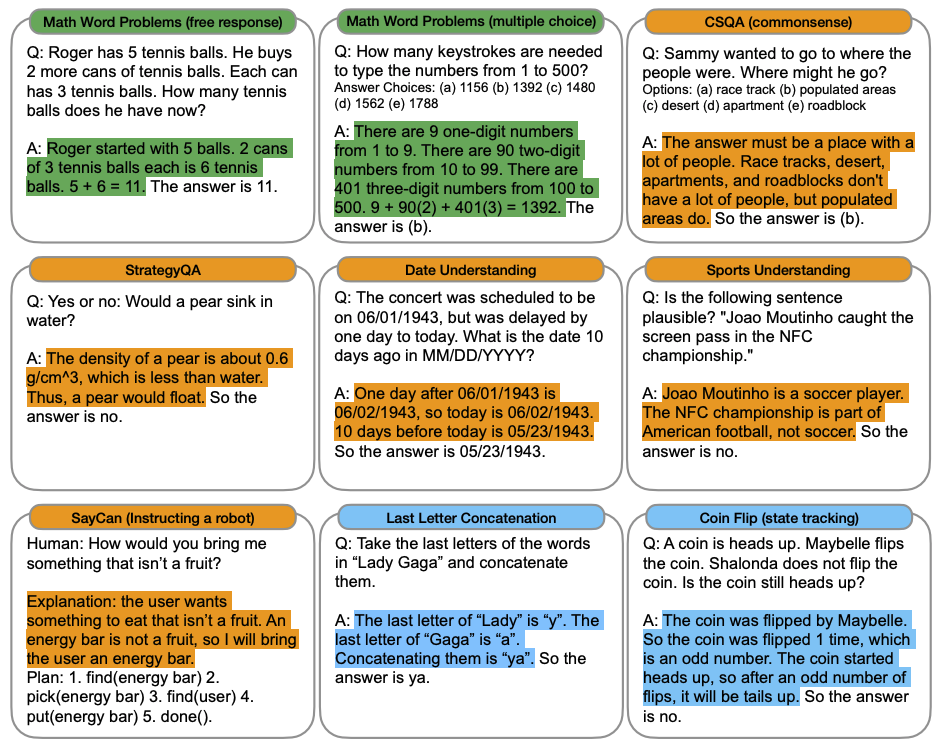 Math Word Problems (free response)
Q: Roger has 5 tennis balls. He buys
2 more cans of tennis balls. Each can
has 3 tennis balls. How many tennis
balls does he have now?
A: Roger started with 5 balls. 2 cans
of 3 tennis balls each is 6 tennis
balls. 5 + 6 = 11. The answer is 11.
Math Word Problems (multiple choice)
Q: How many keystrokes are needed
to type the numbers from 1 to 500?
Answer Choices: (a) 1156 (b) 1392 (c) 1480
(d) 1562 (e) 1788
A: There are 9 one-digit numbers
from 1 to 9. There are 90 two-digit
numbers from 10 to 99. There are
401 three-digit numbers from 100 to
500. 9 + 90(2) + 401(3) = 1392. The
answer is (b).
CSQA (commonsense)
Q: Sammy wanted to go to where the
people were. Where might he go?
Options: (a) race track (b) populated areas
(c) desert (d) apartment (e) roadblock
A: The answer must be a place with a
lot of people. Race tracks, desert,
apartments, and roadblocks don't
have a lot of people, but populated
areas do. So the answer is (b).
StrategyQA
Q: Yes or no: Would a pear sink in
water?
A: The density of a pear is about 0.6
g/cm^3, which is less than water.
Thus, a pear would float. So the
answer is no.
Date Understanding
Q: The concert was scheduled to be
on 06/01/1943, but was delayed by
one day to today. What is the date 10
days ago in MM/DD/YYYY?
A: One day after 06/01/1943 is
06/02/1943, so today is 06/02/1943.
10 days before today is 05/23/1943.
So the answer is 05/23/1943.
Sports Understanding
Q: Is the following sentence
plausible? "Joao Moutinho caught the
screen pass in the NFC
championship."
A: Joao Moutinho is a soccer player.
The NFC championship is part of
American football, not soccer. So the
answer is no.
SayCan (Instructing a robot)
Human: How would you bring me
something that isn’t a fruit?
Explanation: the user wants
something to eat that isn’t a fruit. An
energy bar is not a fruit, so I will bring
the user an energy bar.
Plan: 1. find(energy bar) 2.
pick(energy bar) 3. find(user) 4.
put(energy bar) 5. done().
Last Letter Concatenation
Q: Take the last letters of the words
in “Lady Gaga” and concatenate
them.
A: The last letter of “Lady” is “y”. The
last letter of “Gaga” is “a”.
Concatenating them is “ya”. So the
answer is ya.
Coin Flip (state tracking)
Q: A coin is heads up. Maybelle flips
the coin. Shalonda does not flip the
coin. Is the coin still heads up?
A: The coin was flipped by Maybelle.
So the coin was flipped 1 time, which
is an odd number. The coin started
heads up, so after an odd number of
flips, it will be tails up. So the answer
is no.